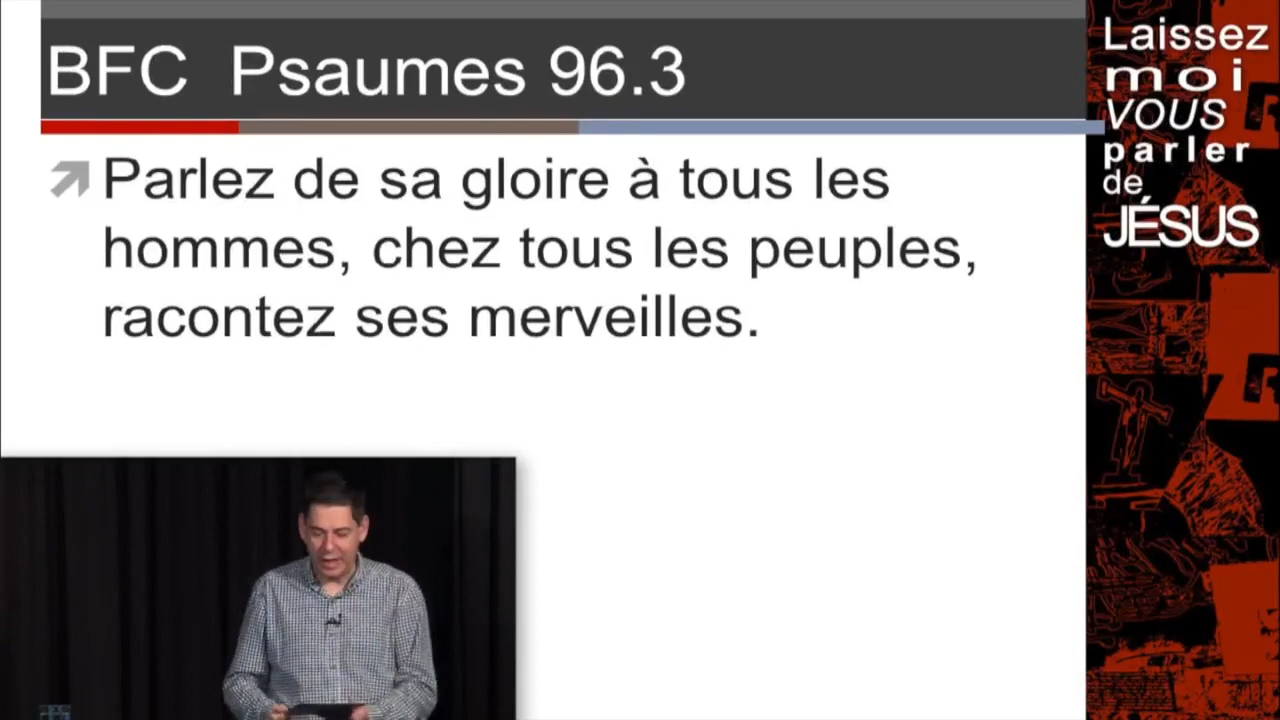 BFC Psaumes 96.3
Parlez de sa gloire à tous les
hommes, chez tous les peuples,
racontez ses merveilles.
Laissez
moi
VOUS
parler
de
JÉSUS